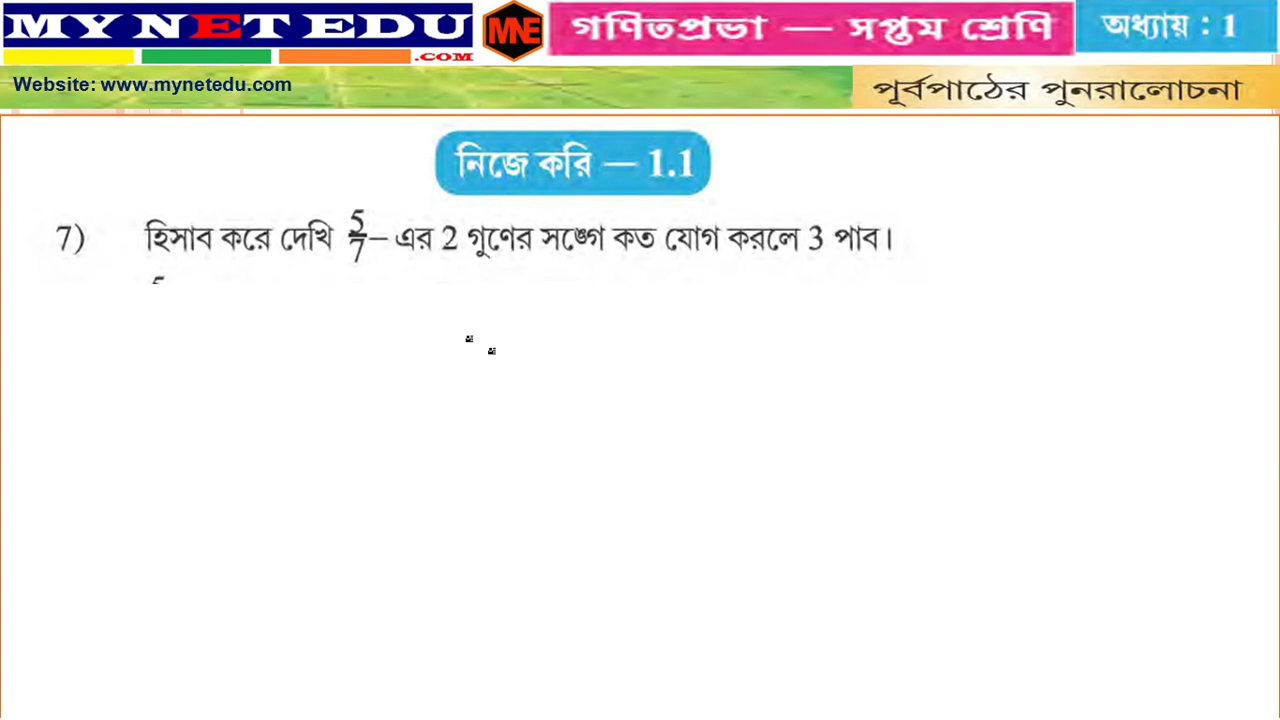 MYNETEDU
.COM
MNE
গণিতপ্রভা — সপ্তম শ্রেণি
অধ্যায় : 1
Website: www.mynetedu.com
পূর্বপাঠের পুনরালোচনা
নিজে করি — 1.1
7) হিসাব করে দেখি 5/7 – এর 2 গুণের সঙ্গে কত যোগ করলে 3 পাব।